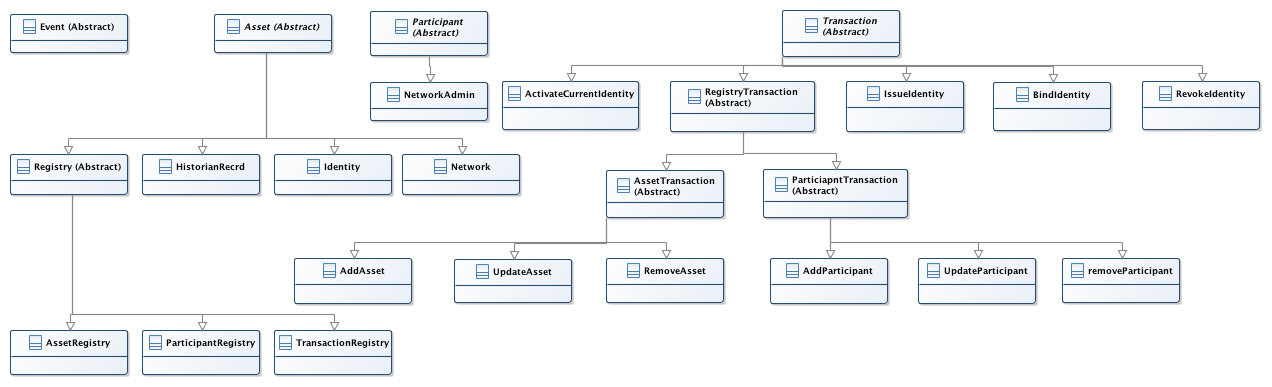 Event (Abstract)
Asset (Abstract)
Participant
(Abstract)
Transaction
(Abstract)
NetworkAdmin
ActivateCurrentIdentity
RegistryTransaction
(Abstract)
IssueIdentity
BindIdentity
RevokeIdentity
Registry (Abstract)
HistorianRecrd
Identity
Network
AssetTransaction
(Abstract)
ParticiapntTransaction
(Abstract)
AddAsset
UpdateAsset
RemoveAsset
AddParticipant
UpdateParticipant
removeParticipant
AssetRegistry
ParticipantRegistry
TransactionRegistry